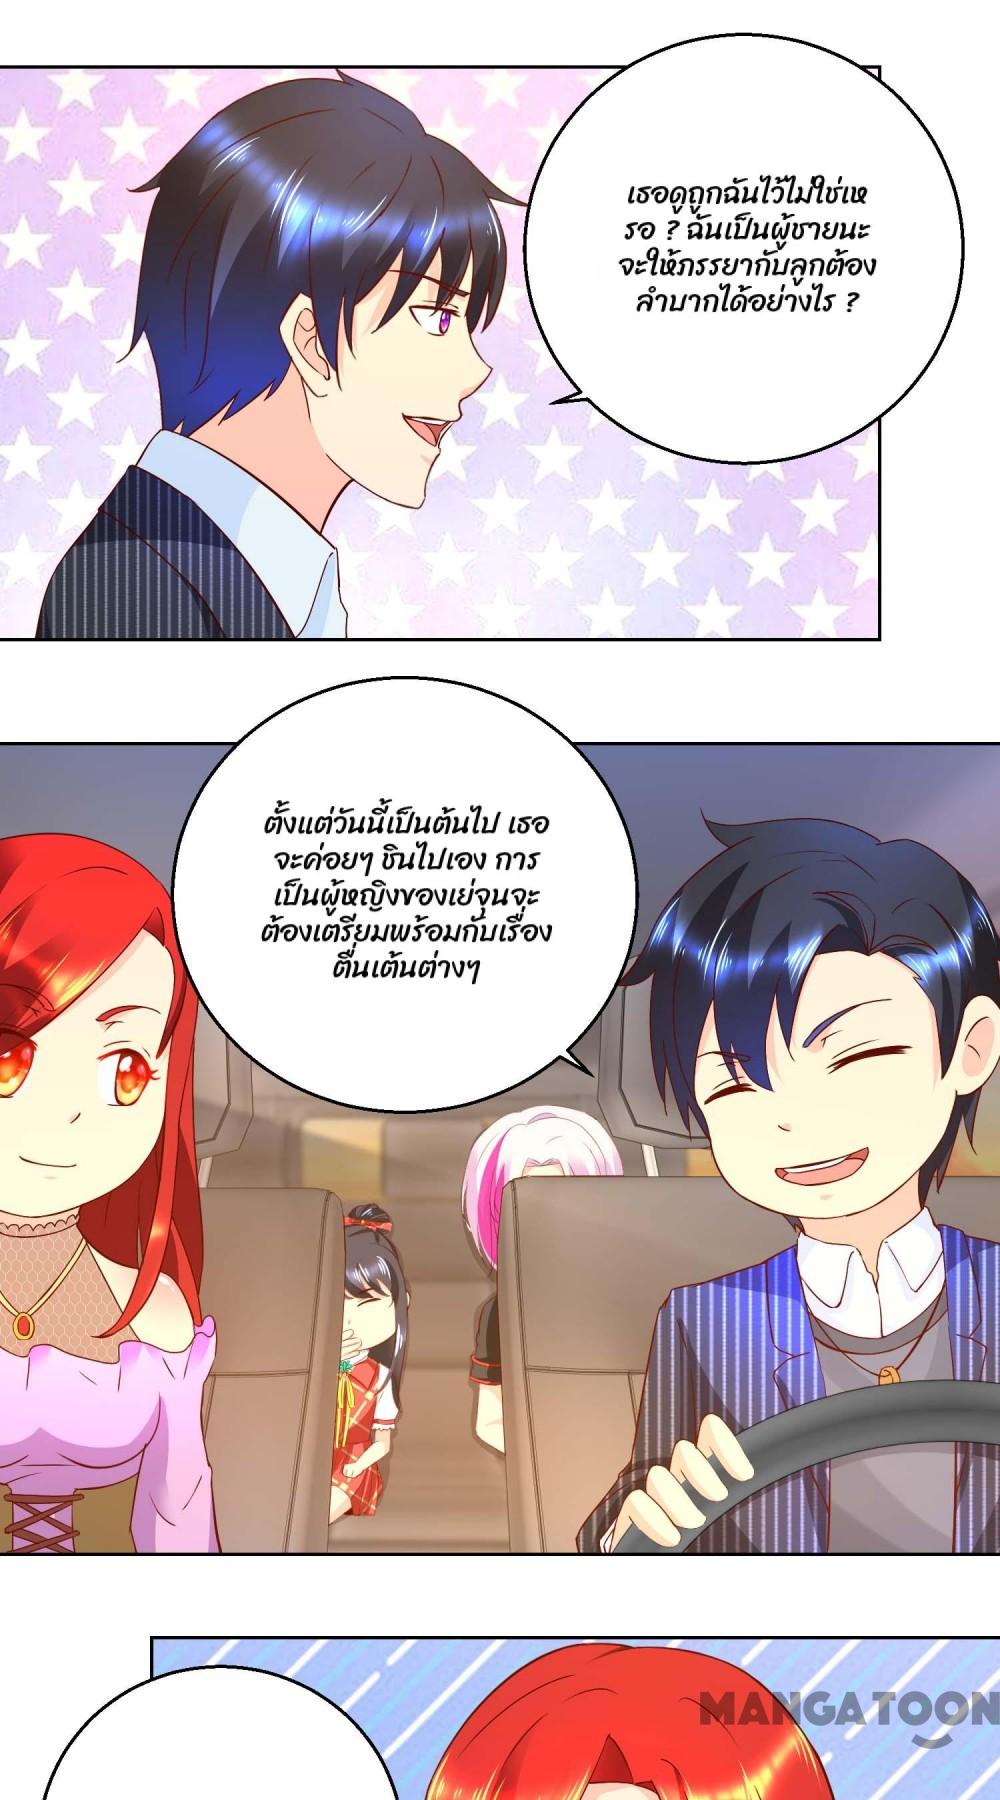 เธอดูถูกฉันไว้ไม่ใช่เห
รอ ? ฉันเป็นผู้ชายนะ
จะให้ภรรยากับลูกต้อง
ลำบากได้อย่างไร ?
ตั้งแต่วันนี้เป็นต้นไป เธอ
จะค่อยๆ ชินไปเอง การ
เป็นผู้หญิงของเย่จุนจะ
ต้องเตรียมพร้อมกับเรื่อง
ตื่นเต้นต่างๆ
MANGATOON